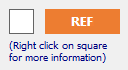 REF
(Right click on square
for more information)